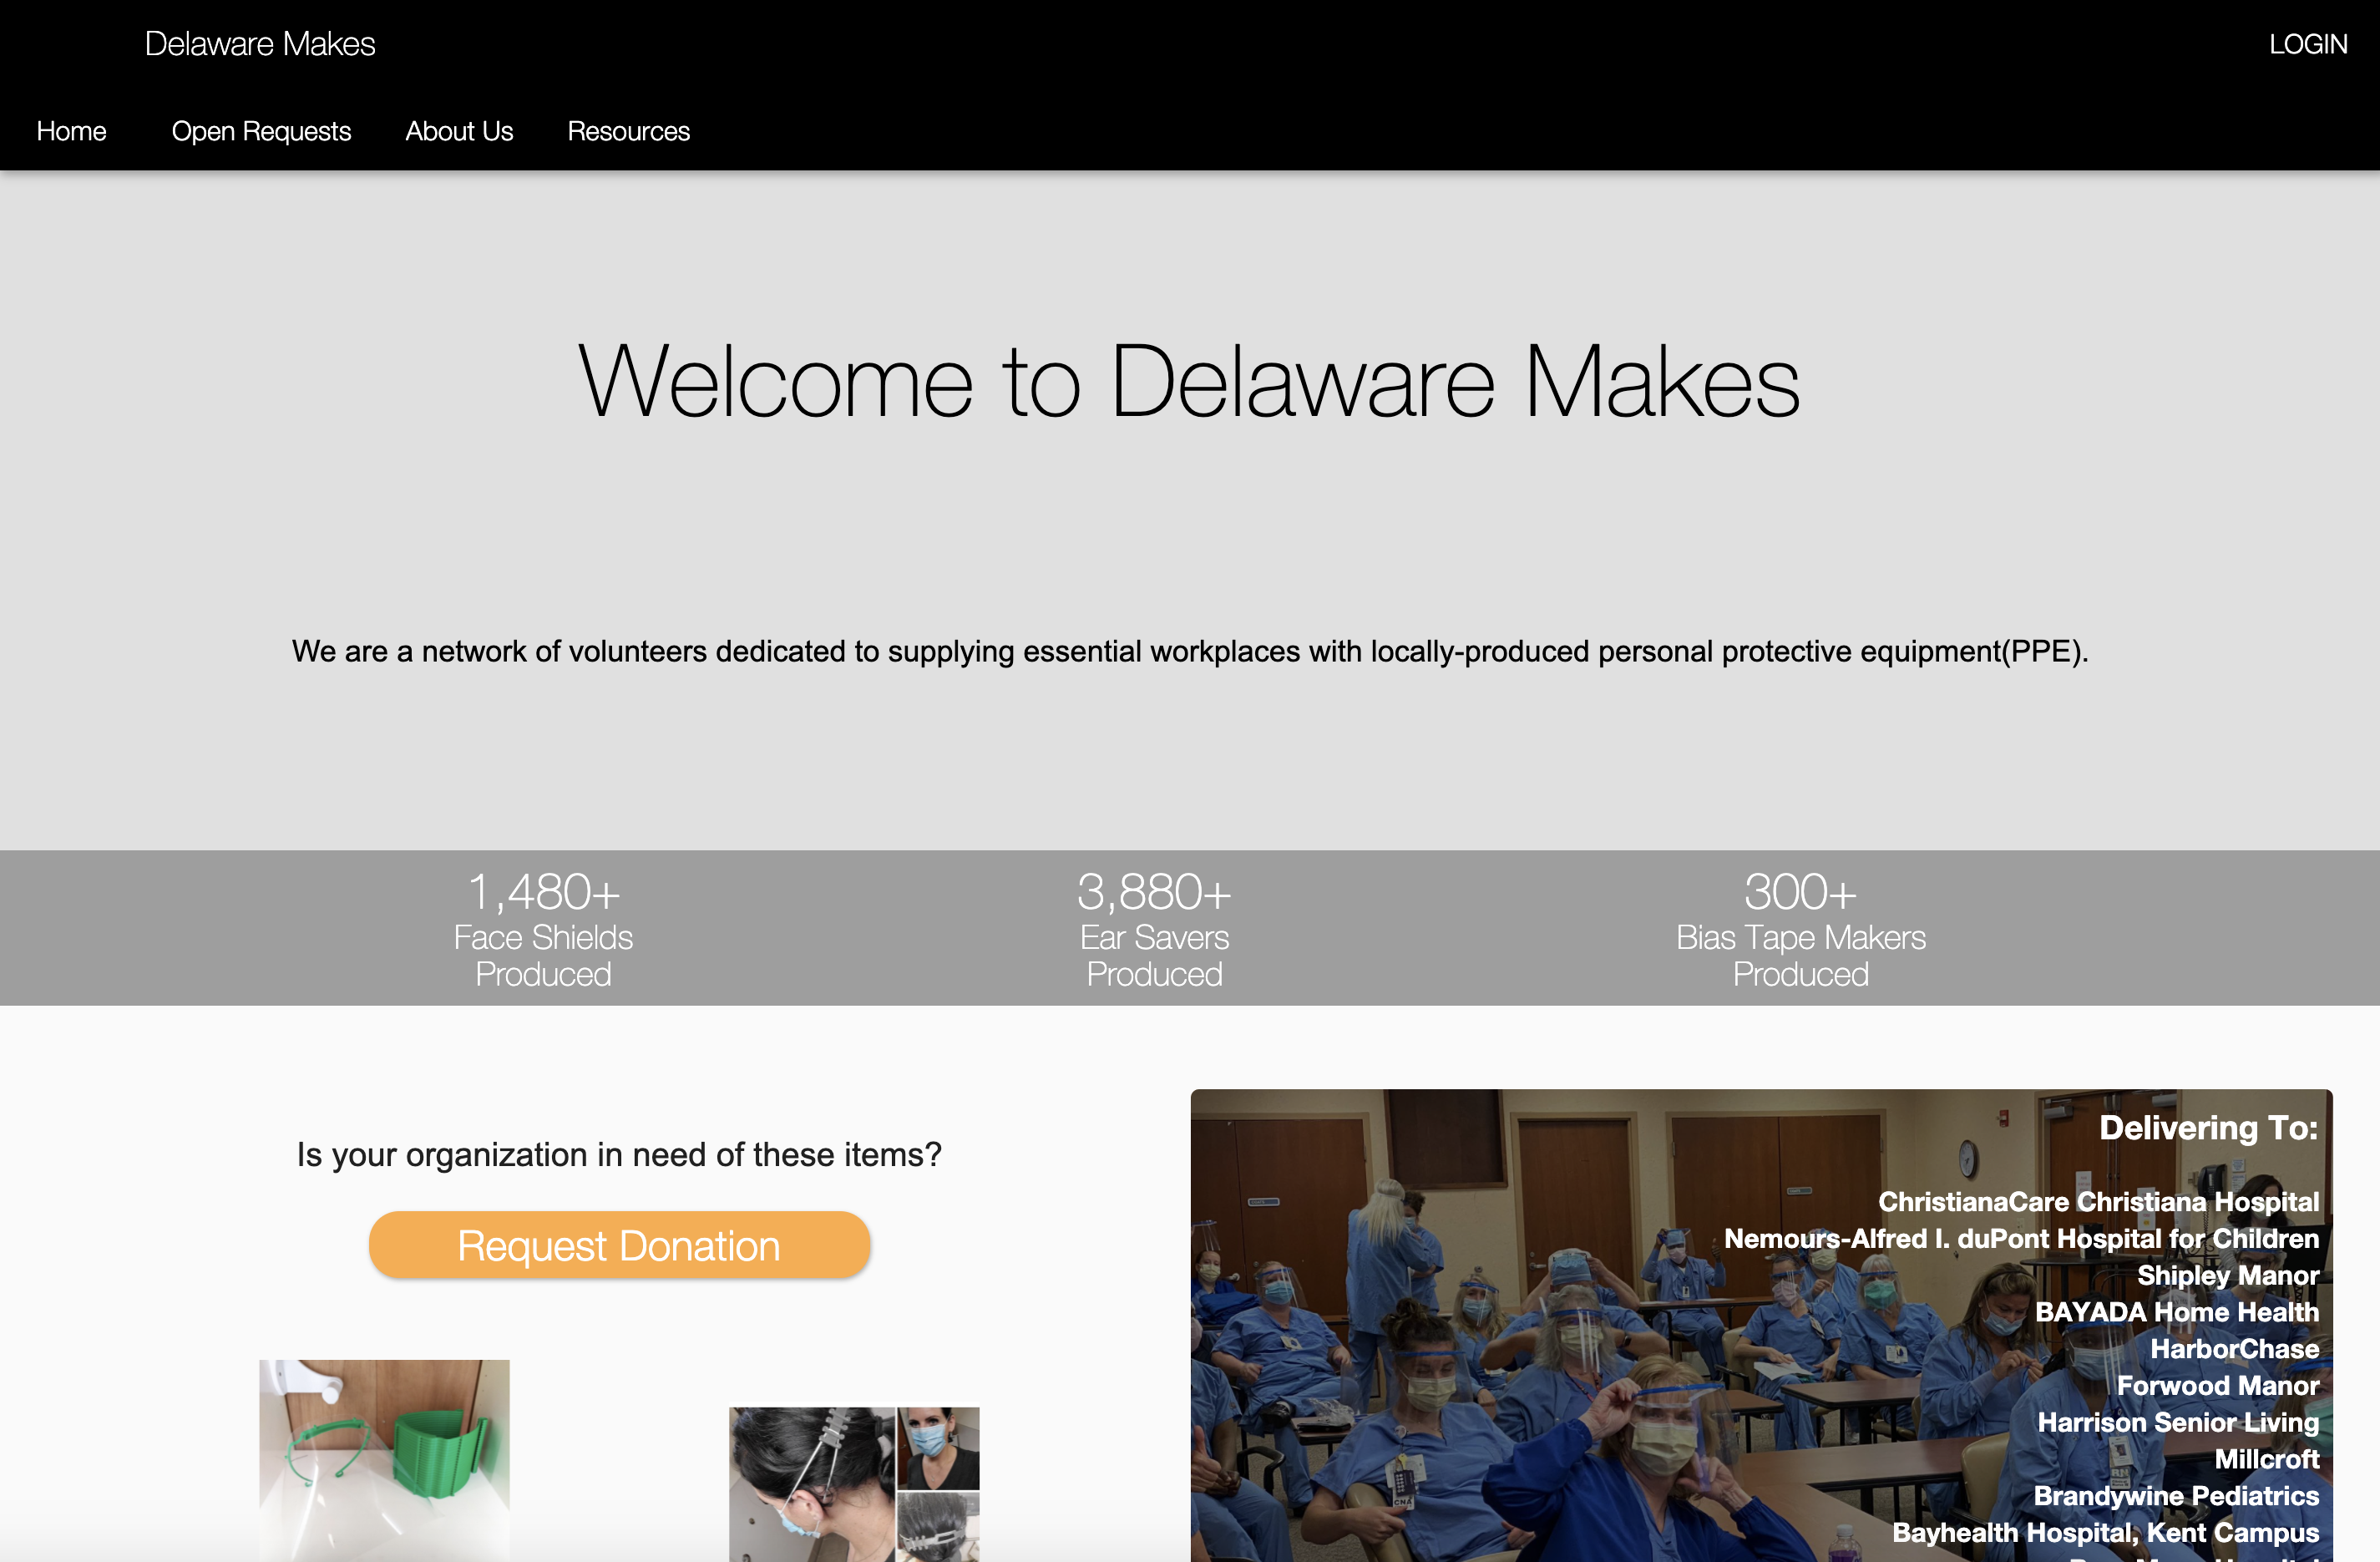 Delaware Makes
LOGIN
Home
Open Requests
About Us
Resources
Welcome to Delaware Makes
We are a network of volunteers dedicated to supplying essential workplaces with locally-produced personal protective equipment(PPE).
1,480+
Face Shields
Produced
3,880+
Ear Savers
Produced
300+
Bias Tape Makers
Produced
Is your organization in need of these items?
Request Donation
Delivering To:
ChristianaCare Christiana Hospital
Nemours-Alfred I. duPont Hospital for Children
Shipley Manor
BAYADA Home Health
HarborChase
Forwood Manor
Harrison Senior Living
Millcroft
Brandywine Pediatrics
Bayhealth Hospital, Kent Campus
CNA
RN